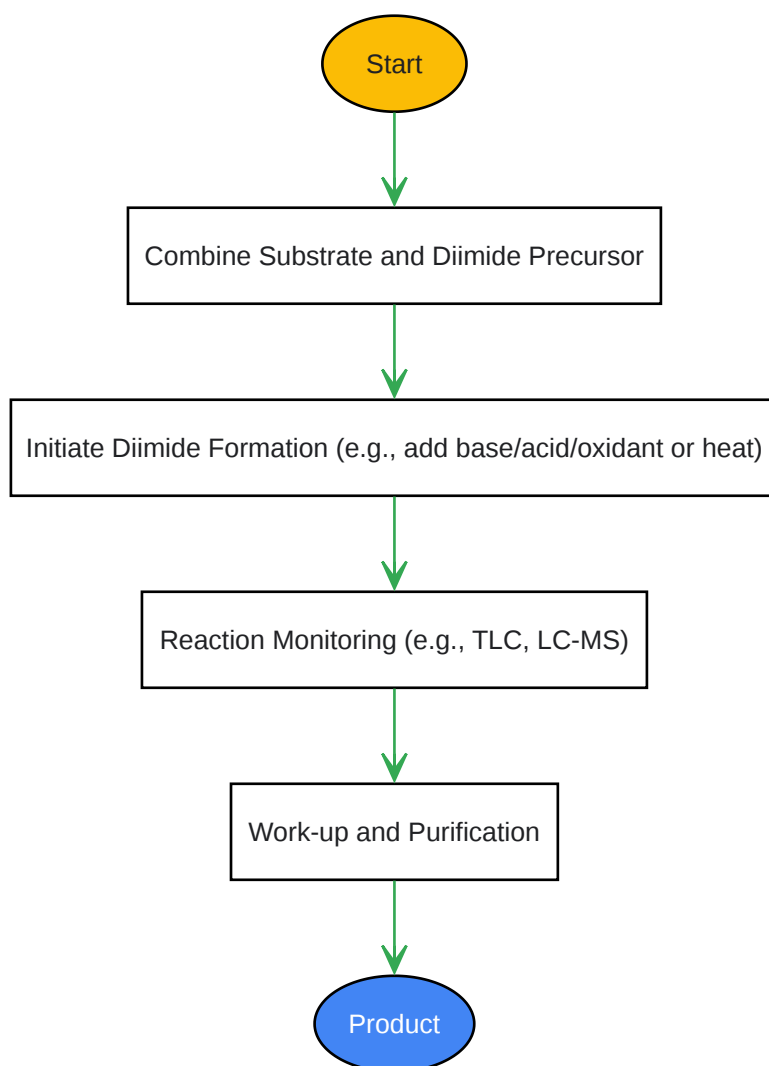 Start
Combine Substrate and Diimide Precursor
Initiate Diimide Formation (e.g., add base/acid/oxidant or heat)
Reaction Monitoring (e.g., TLC, LC-MS)
Work-up and Purification
Product